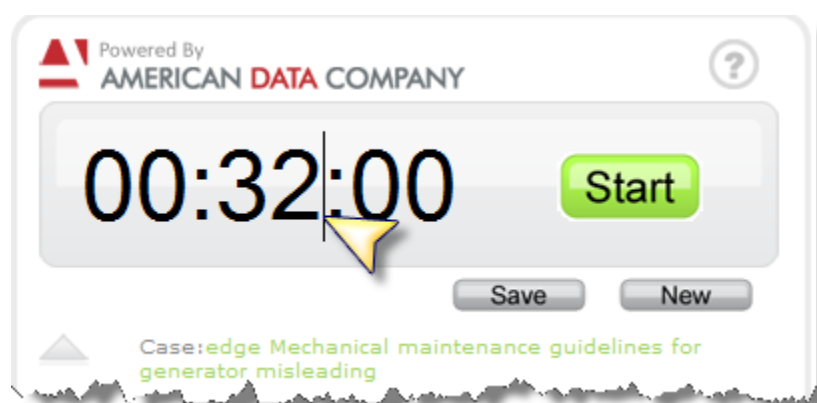 Powered By
AMERICAN DATA COMPANY
?
00:32:00
Start
Save
New
Case:edge Mechanical maintenance guidelines for
generator misleading